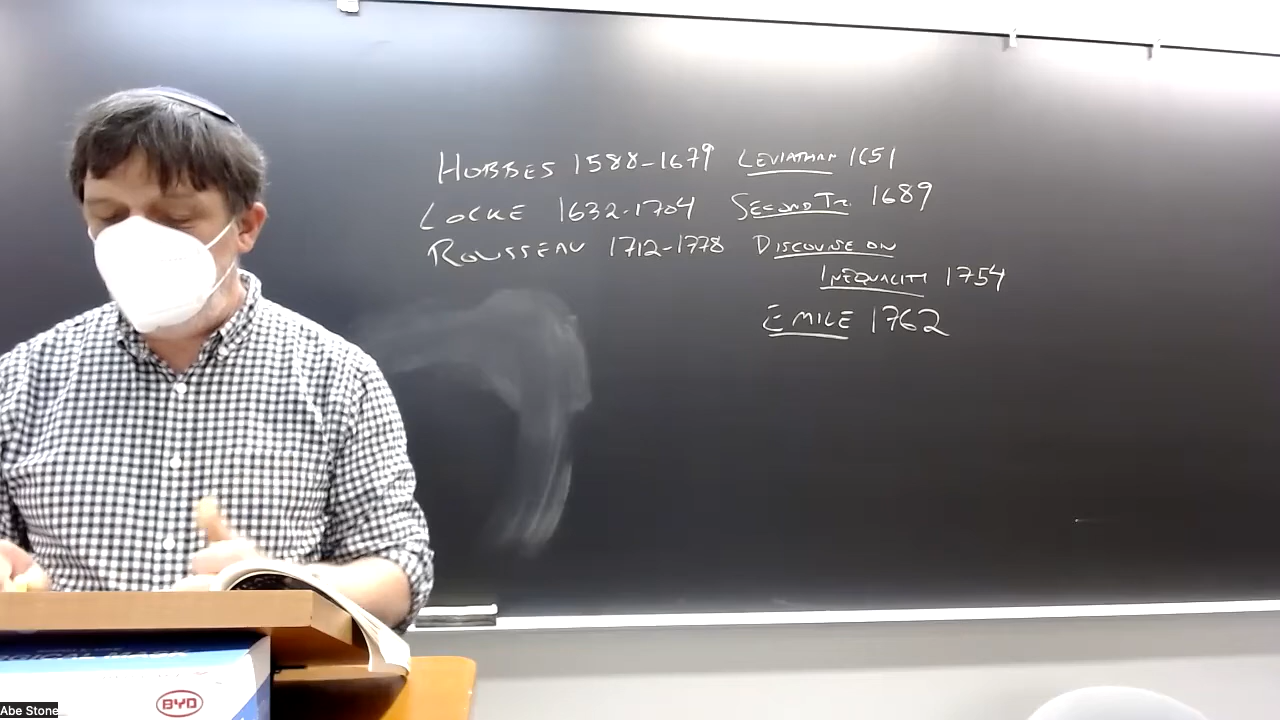 HOBBES 1588-1679 LEVIATHAN 1651
LOCKE 1632-1704 SECOND TR. 1689
ROUSSEAU 1712-1778 DISCOURSE ON
INEQUALITY 1754
EMILE 1762
BYD
Abe Stone